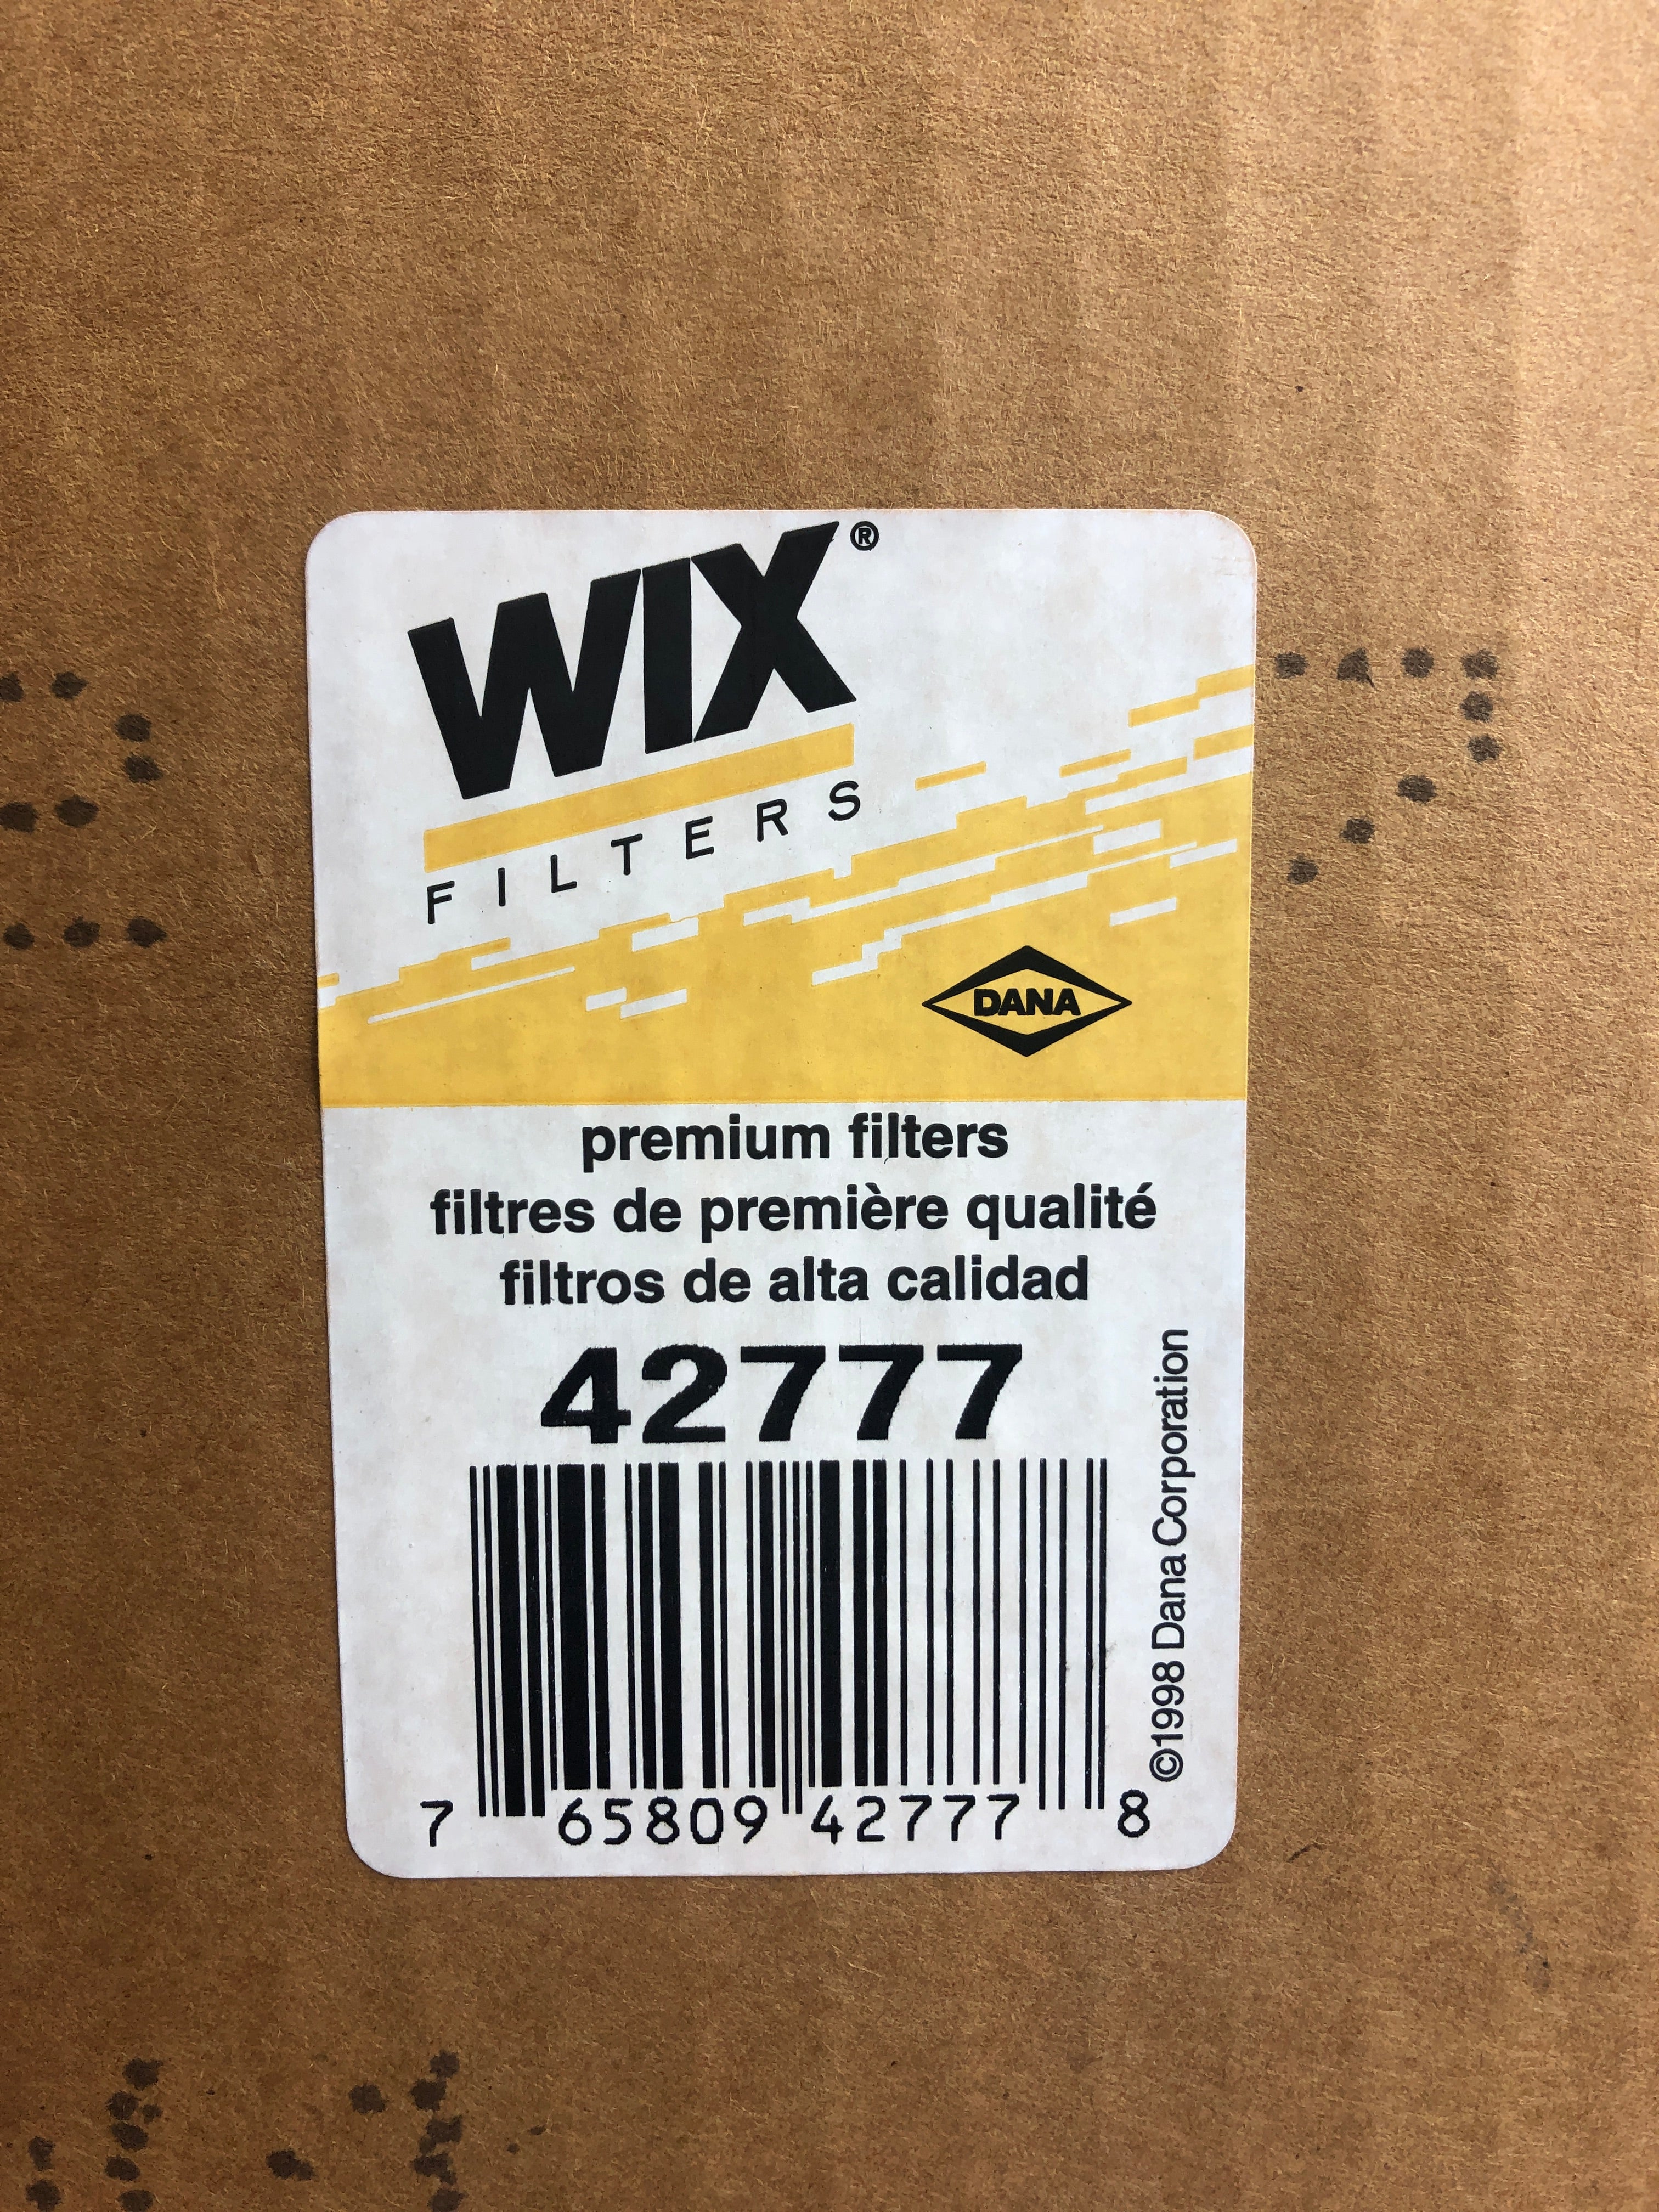 WIX®
FILTERS
DANA
premium filters
filtres de première qualité
filtros de alta calidad
42777
©1998 Dana Corporation
7 65809 42777 8